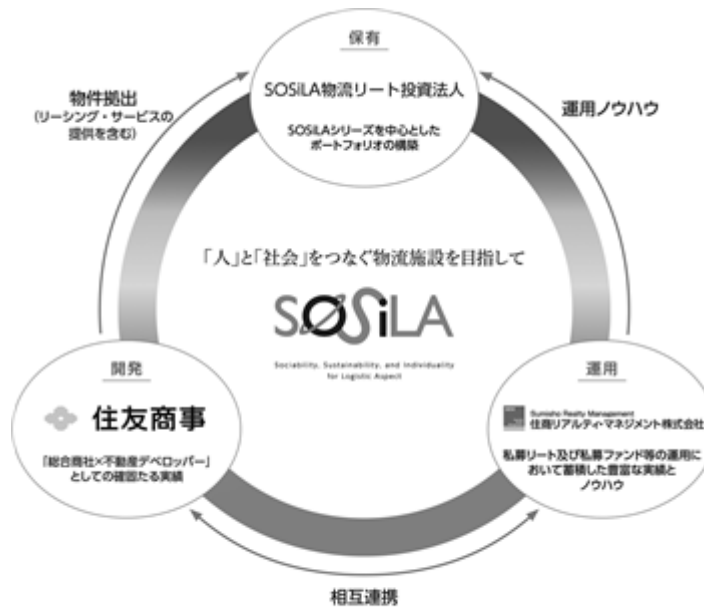 保有
SOSiLA物流リート投資法人
SOSiLAシリーズを中心とした
ポートフォリオの構築
物件拠出
(リーシング・サービスの
提供を含む)
運用ノウハウ
「人」と「社会」をつなぐ物流施設を目指して
SOSiLA
Sociability, Sustainability, and Individuality
for Logistic Aspect
開発
住友商事
「総合商社×不動産デベロッパー」
としての確固たる実績
運用
Sumisho Realty Management
住商リアルティ・マネジメント株式会社
私募リート及び私募ファンド等の運用に
おいて蓄積した豊富な実績と
ノウハウ
相互連携